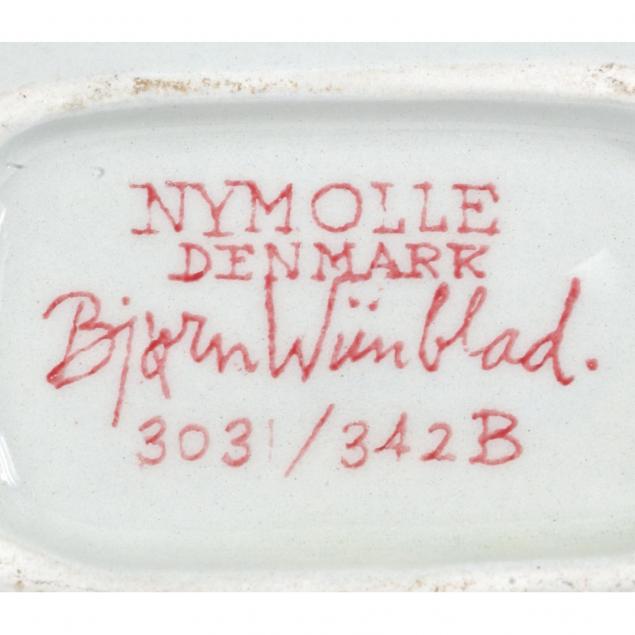 NYMOLLE
DENMARK
Bjørn Wiinblad.
3031/342B